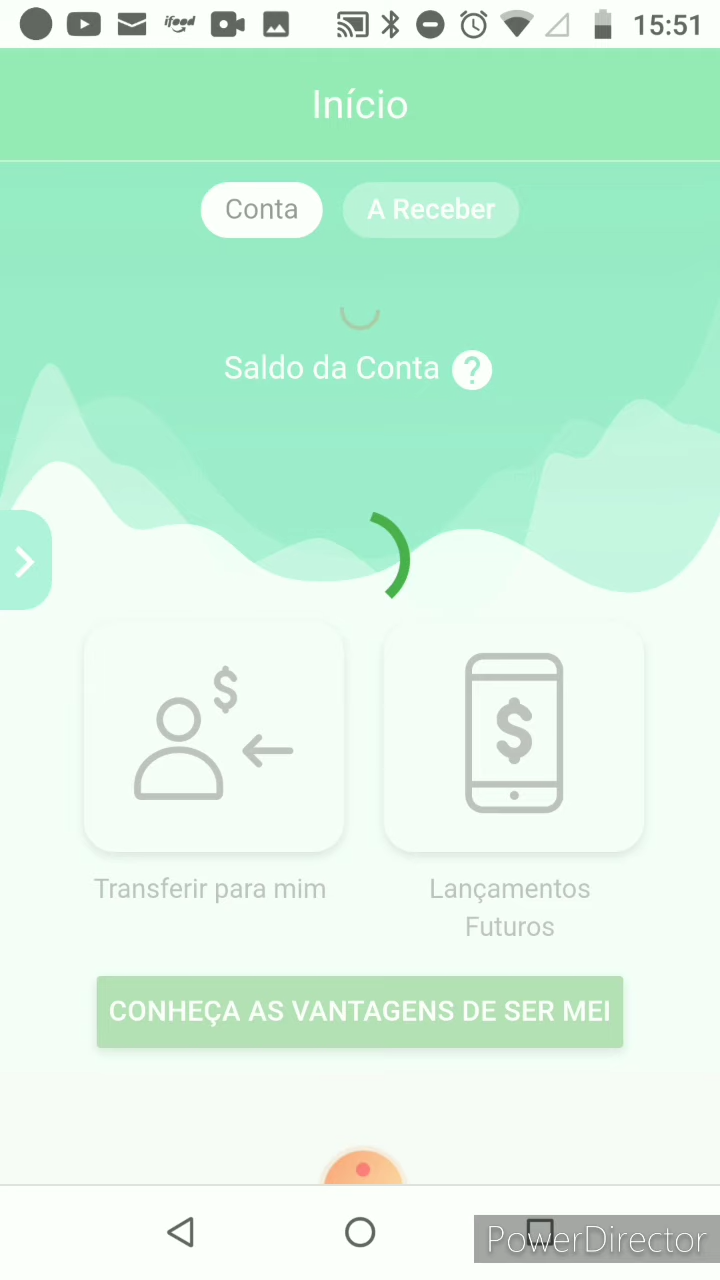 ifood
15:51
Início
Conta
A Receber
Saldo da Conta ?
$
$
Transferir para mim
Lançamentos
Futuros
CONHEÇA AS VANTAGENS DE SER MEI
PowerDirector